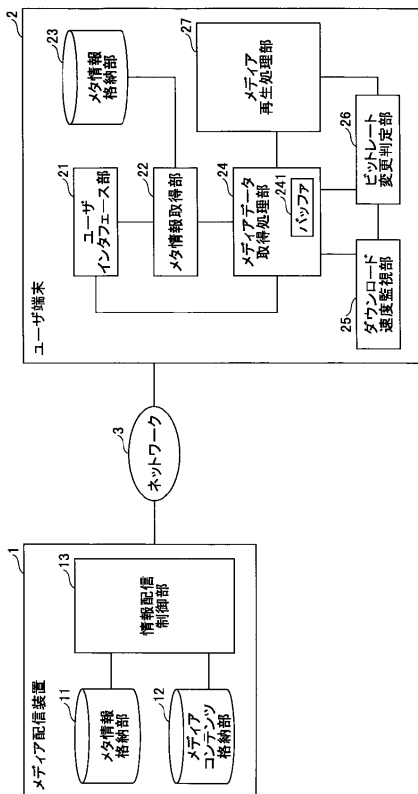 メディア配信装置
1
11
メタ情報
格納部
12
メディア
コンテンツ
格納部
13
情報配信
制御部
3
ネットワーク
ユーザ端末
2
21
ユーザ
インタフェース部
22
メタ情報取得部
23
メタ情報
格納部
24
メディアデータ
取得処理部
241
バッファ
25
ダウンロード
速度監視部
26
ビットレート
変更判定部
27
メディア
再生処理部